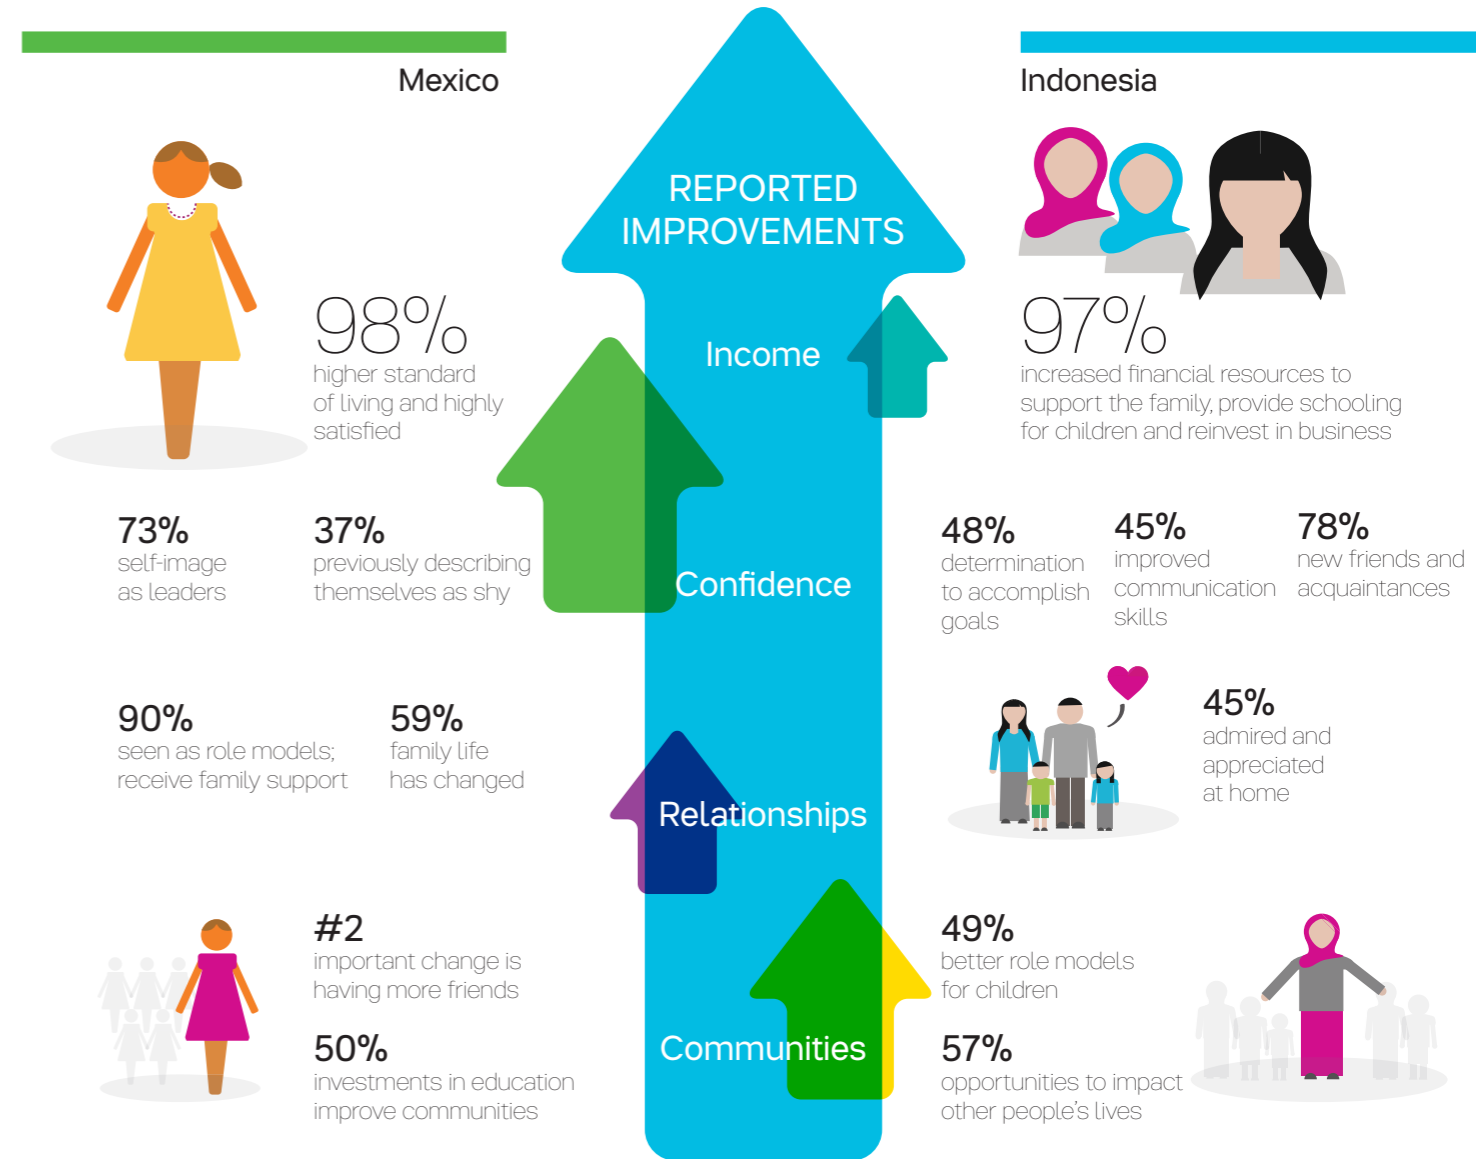 Mexico
Indonesia
REPORTED
IMPROVEMENTS
Income
98%
higher standard
of living and highly
satisfied
97%
increased financial resources to
support the family, provide schooling
for children and reinvest in business
Confidence
73%
self-image
as leaders
37%
previously describing
themselves as shy
48%
determination
to accomplish
goals
45%
improved
communication
skills
78%
new friends and
acquaintances
Relationships
90%
seen as role models;
receive family support
59%
family life
has changed
45%
admired and
appreciated
at home
Communities
#2
important change is
having more friends
50%
investments in education
improve communities
49%
better role models
for children
57%
opportunities to impact
other people's lives